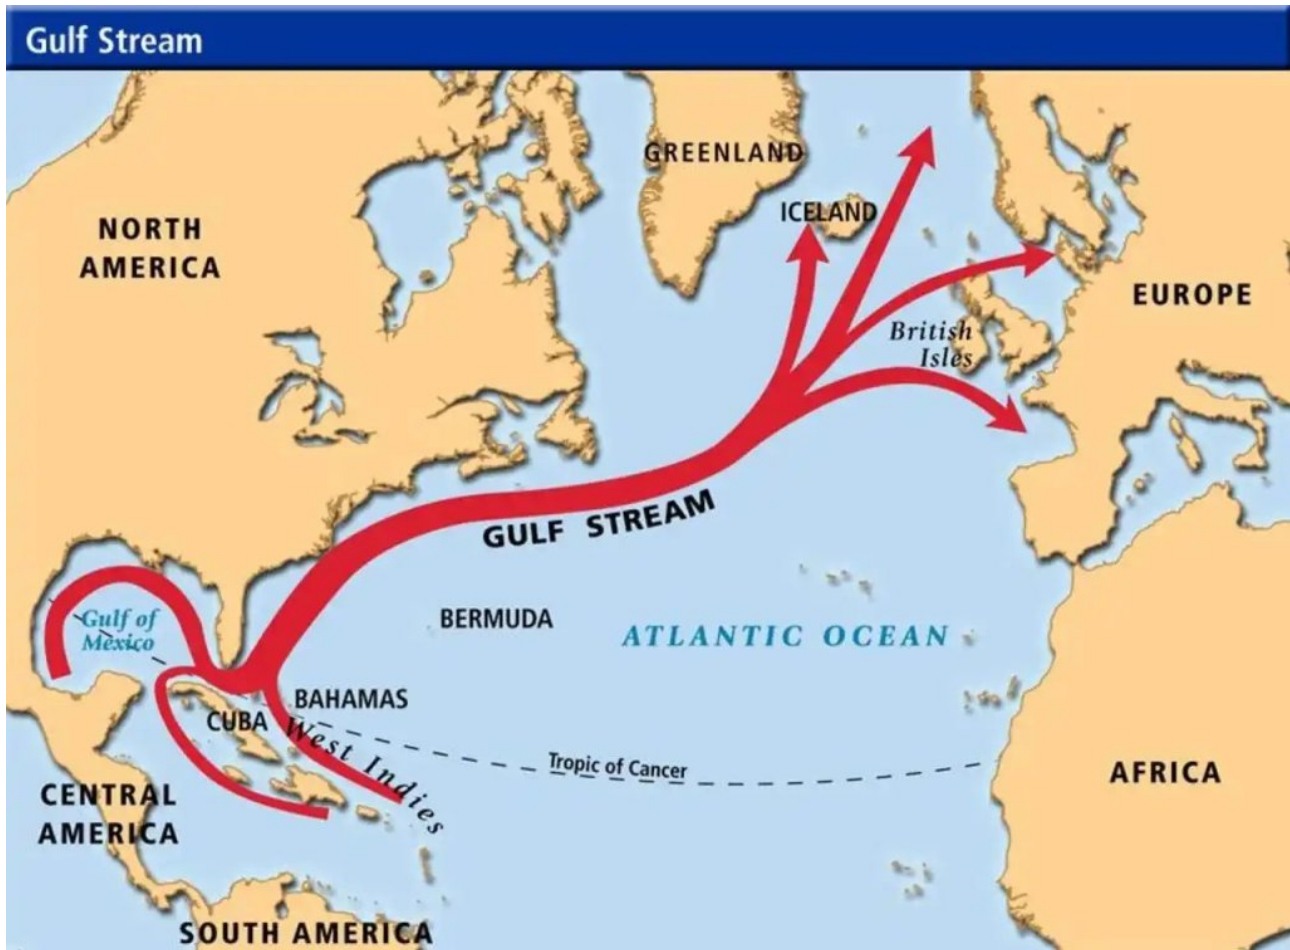 Gulf Stream
GREENLAND
ICELAND
NORTH
AMERICA
EUROPE
British
Isles
GULF STREAM
Gulf of
Mexico
BERMUDA
ATLANTIC OCEAN
BAHAMAS
CUBA
West Indies
Tropic of Cancer
AFRICA
CENTRAL
AMERICA
SOUTH AMERICA